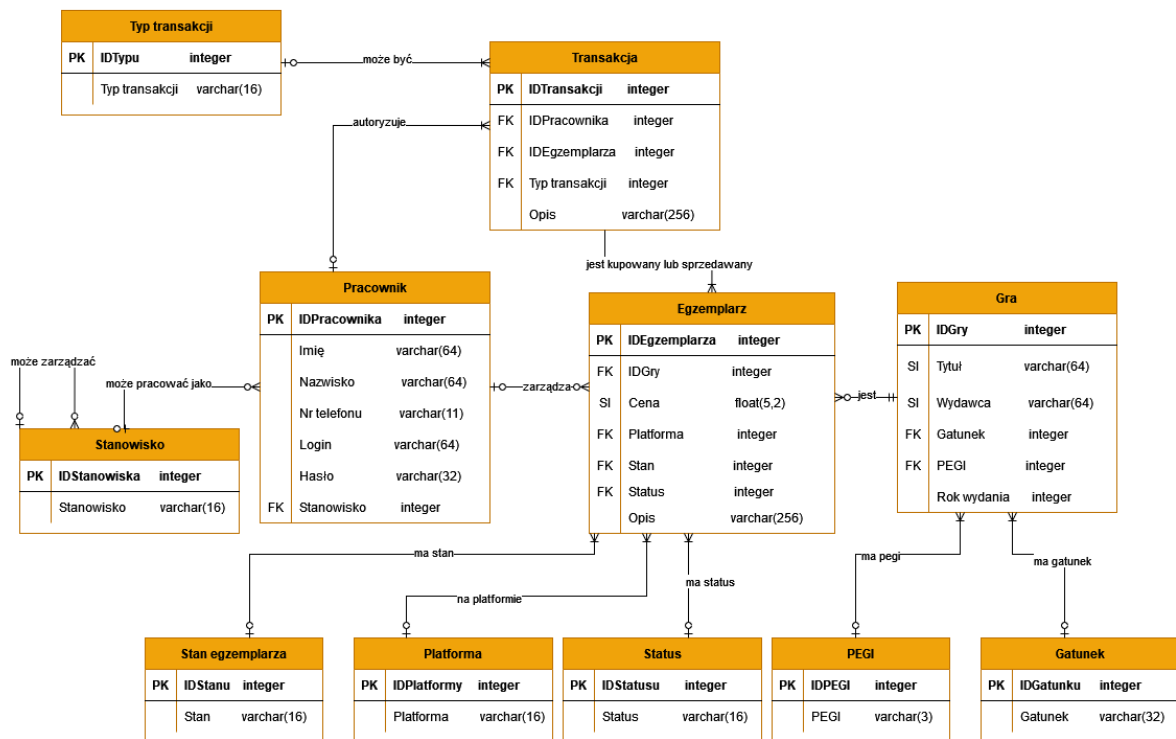 Typ transakcji
PK IDTypu integer
Typ transakcji varchar(16)
może być
Transakcja
PK IDTransakcji integer
FK IDPracownika integer
FK IDEgzemplarza integer
FK Typ transakcji integer
Opis varchar(256)
autoryzuje
jest kupowany lub sprzedawany
Pracownik
PK IDPracownika integer
Imię varchar(64)
Nazwisko varchar(64)
Nr telefonu varchar(11)
Login varchar(64)
Hasło varchar(32)
FK Stanowisko integer
zarządza
Egzemplarz
PK IDEgzemplarza integer
FK IDGry integer
SI Cena float(5,2)
FK Platforma integer
FK Stan integer
FK Status integer
Opis varchar(256)
jest
Gra
PK IDGry integer
SI Tytuł varchar(64)
SI Wydawca varchar(64)
FK Gatunek integer
FK PEGI integer
Rok wydania integer
może zarządzać
może pracować jako
Stanowisko
PK IDStanowiska integer
Stanowisko varchar(16)
ma stan
na platformie
ma status
ma pegi
ma gatunek
Stan egzemplarza
PK IDStanu integer
Stan varchar(16)
Platforma
PK IDPlatformy integer
Platforma varchar(16)
Status
PK IDStatusu integer
Status varchar(16)
PEGI
PK IDPEGI integer
PEGI varchar(3)
Gatunek
PK IDGatunku integer
Gatunek varchar(32)